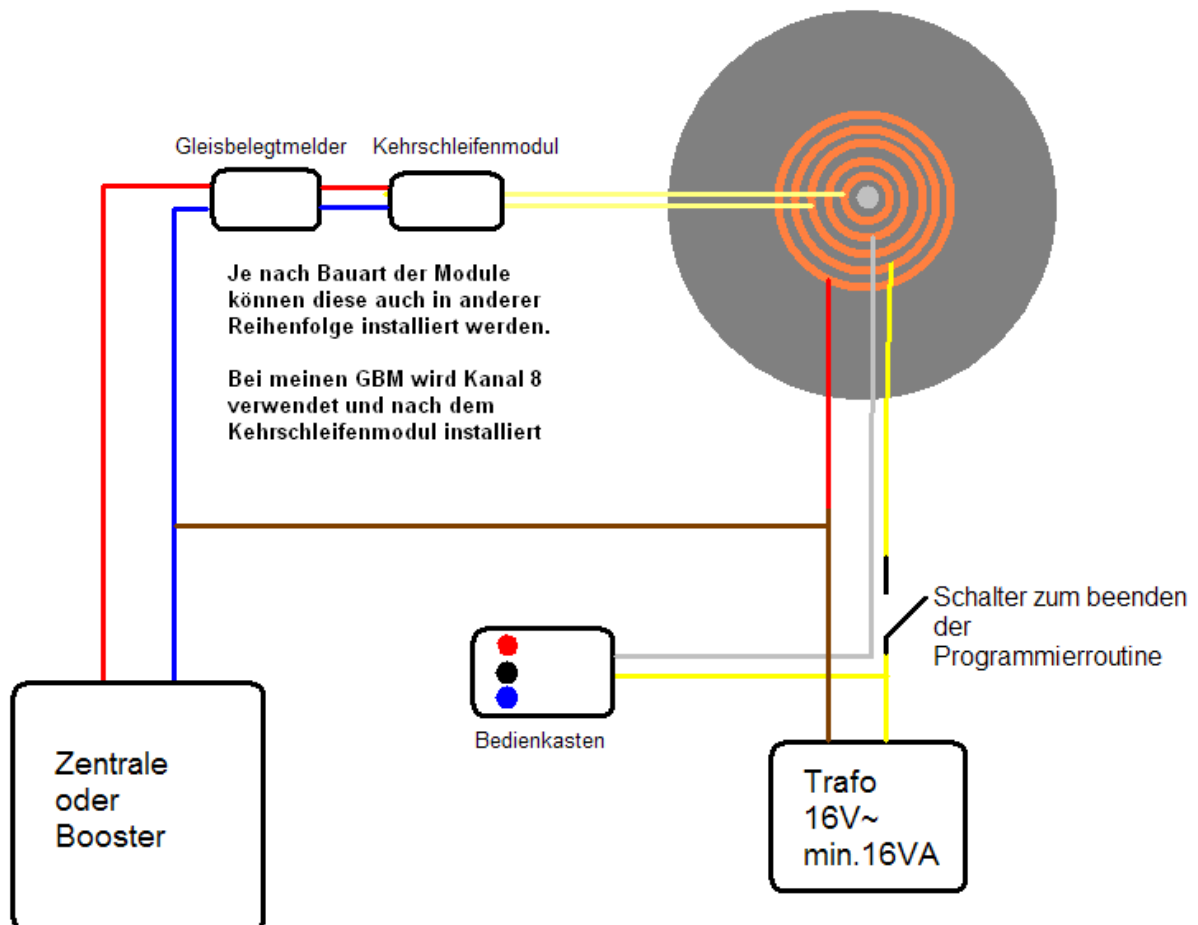 Gleisbelegtmelder
Kehrschleifenmodul
Je nach Bauart der Module
können diese auch in anderer
Reihenfolge installiert werden.
Bei meinen GBM wird Kanal 8
verwendet und nach dem
Kehrschleifenmodul installiert
Schalter zum beenden
der
Programmierroutine
Bedienkasten
Zentrale
oder
Booster
Trafo
16V~
min.16VA